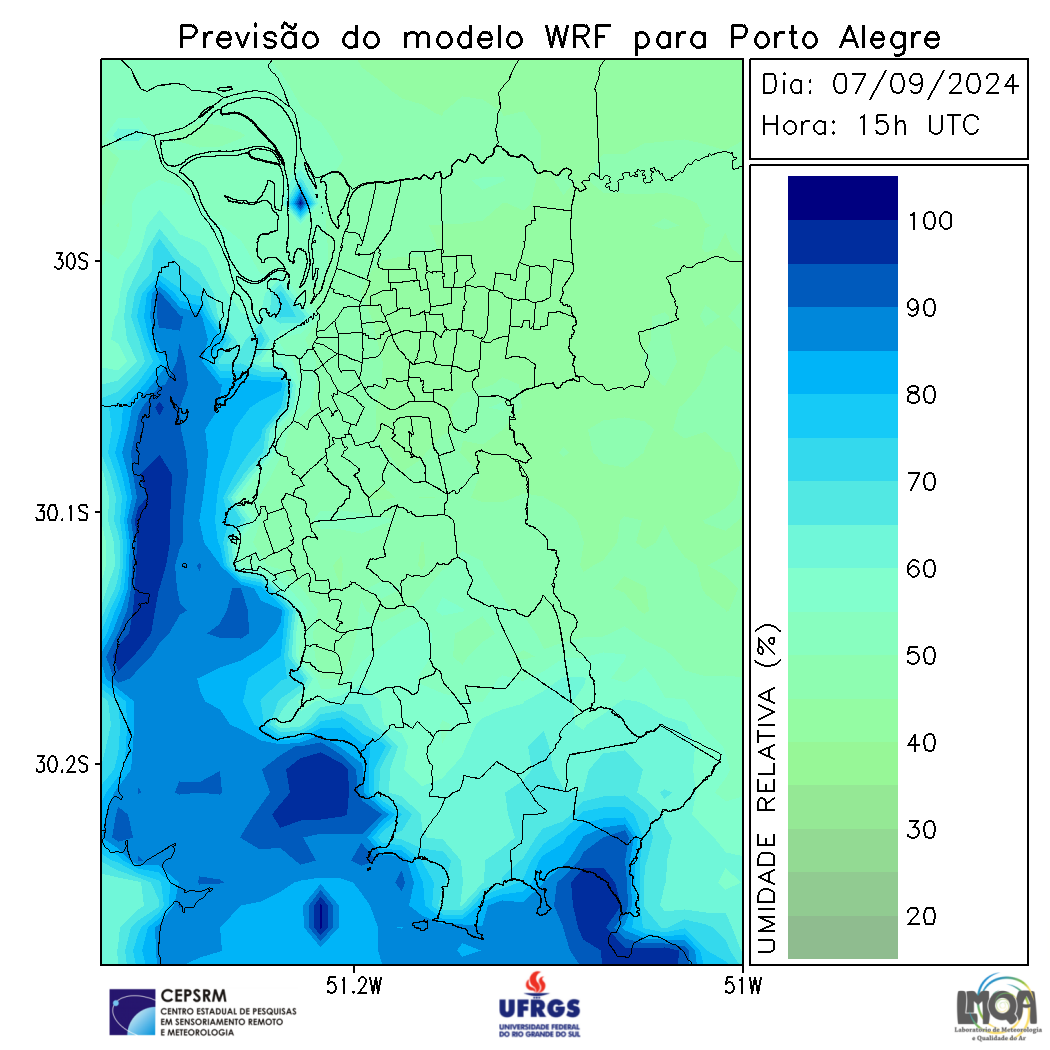 Previsão do modelo WRF para Porto Alegre
Dia: 07/09/2024
Hora: 15h UTC
100
90
80
70
60
50
40
30
20
UMIDADE RELATIVA (%)
30S
30.1S
30.2S
51.2W
51W
CEPSRM
CENTRO ESTADUAL DE PESQUISAS
EM SENSORIAMENTO REMOTO
E METEOROLOGIA
UFRGS
UNIVERSIDADE FEDERAL
DO RIO GRANDE DO SUL
LMQA
Laboratório de Meteorologia
e Qualidade do Ar